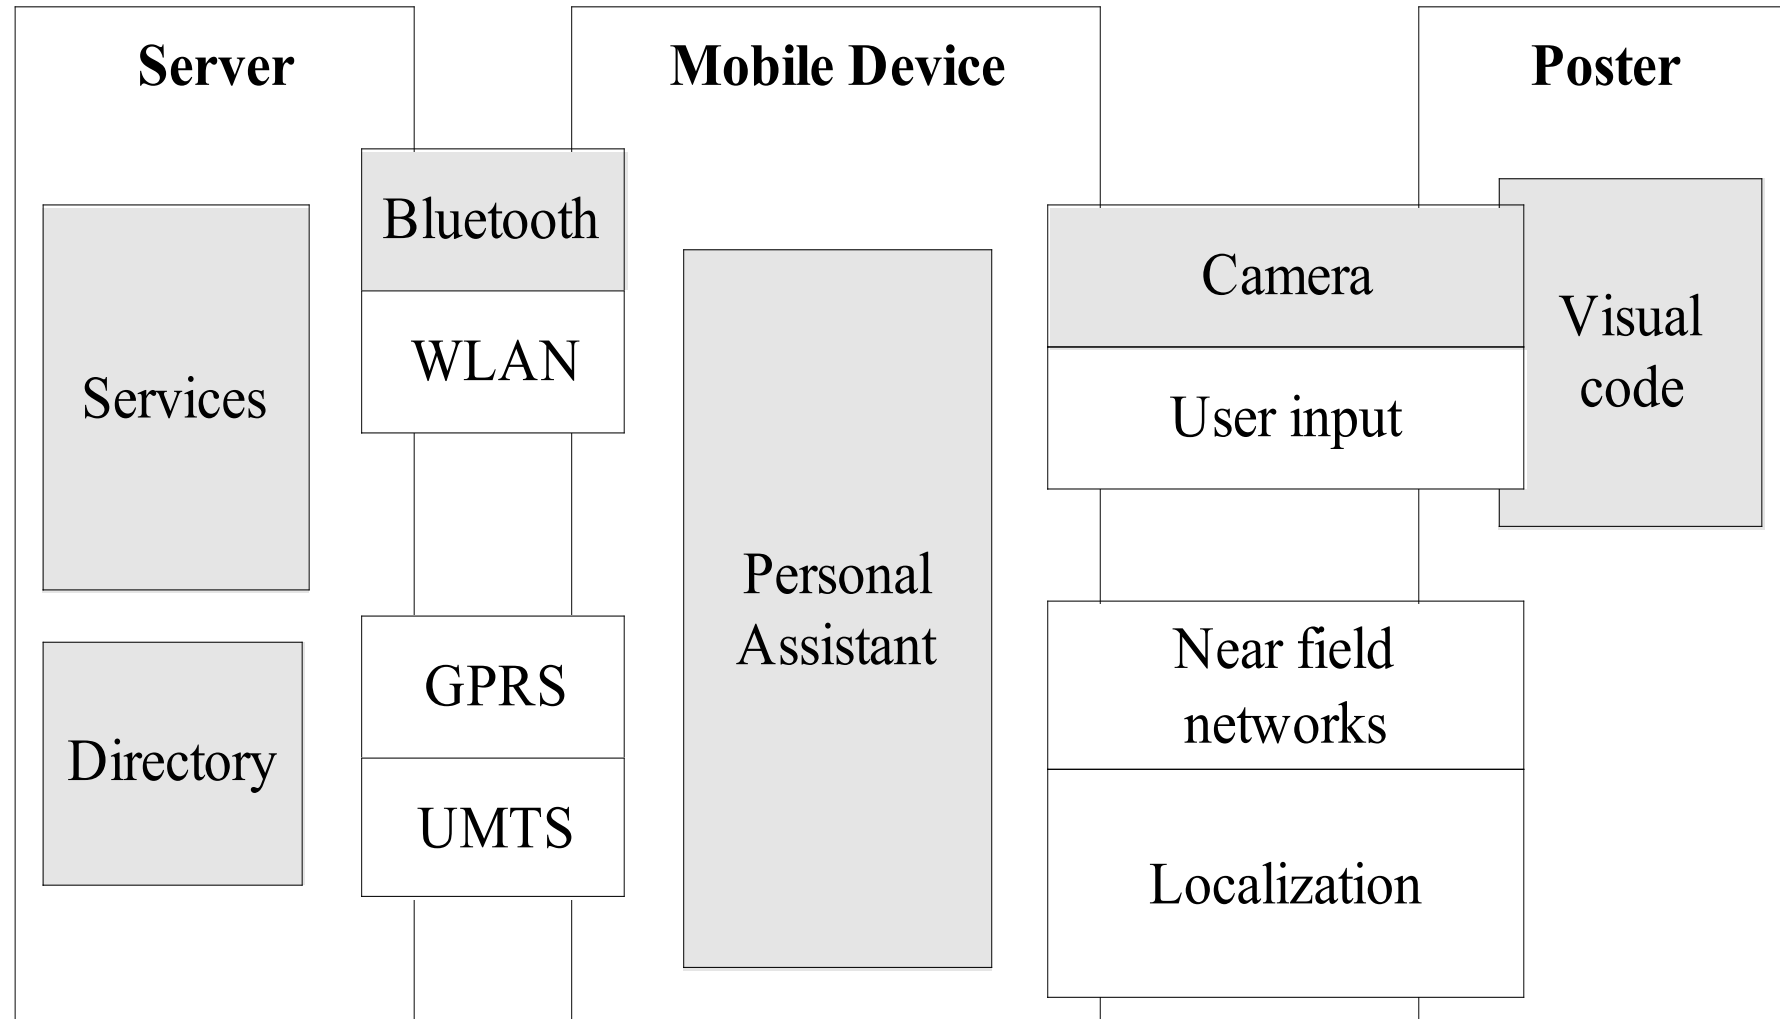 Server
Mobile Device
Poster
Bluetooth
WLAN
Services
GPRS
UMTS
Directory
Personal
Assistant
Camera
User input
Visual
code
Near field
networks
Localization